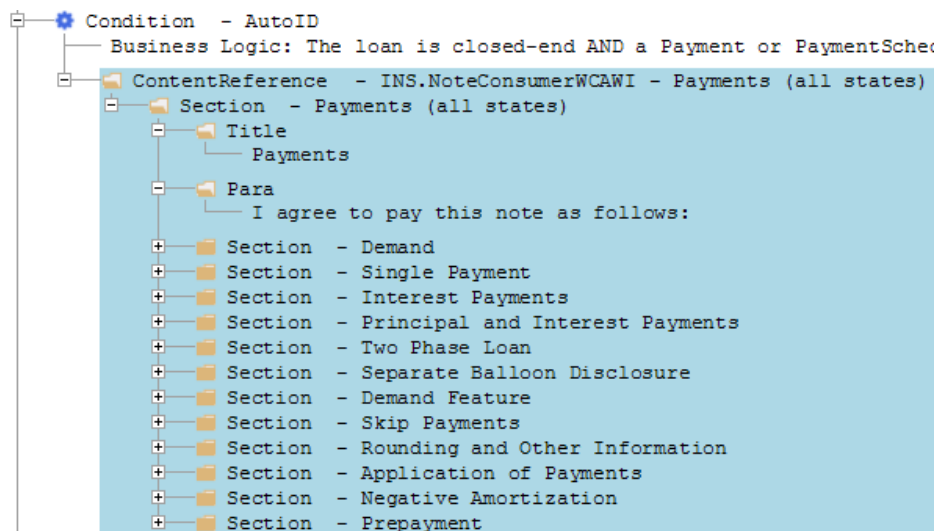 Condition - AutoID
Business Logic: The loan is closed-end AND a Payment or
ContentReference - INS.NoteConsumerWCAWI - Payments (all states)
Section - Payments (all states)
Title
Payments
Para
I agree to pay this note as follows:
Section - Demand
Section - Single Payment
Section - Interest Payments
Section - Principal and Interest Payments
Section - Two Phase Loan
Section - Separate Balloon Disclosure
Section - Demand Feature
Section - Skip Payments
Section - Rounding and Other Information
Section - Application of Payments
Section - Negative Amortization
Section - Prepayment